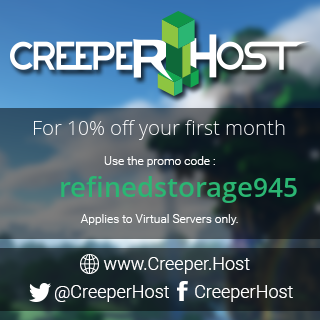 CREEPERHOST
For 10% off your first month
Use the promo code :
refinedstorage945
Applies to Virtual Servers only.
www.Creeper.Host
@CreeperHost CreeperHost